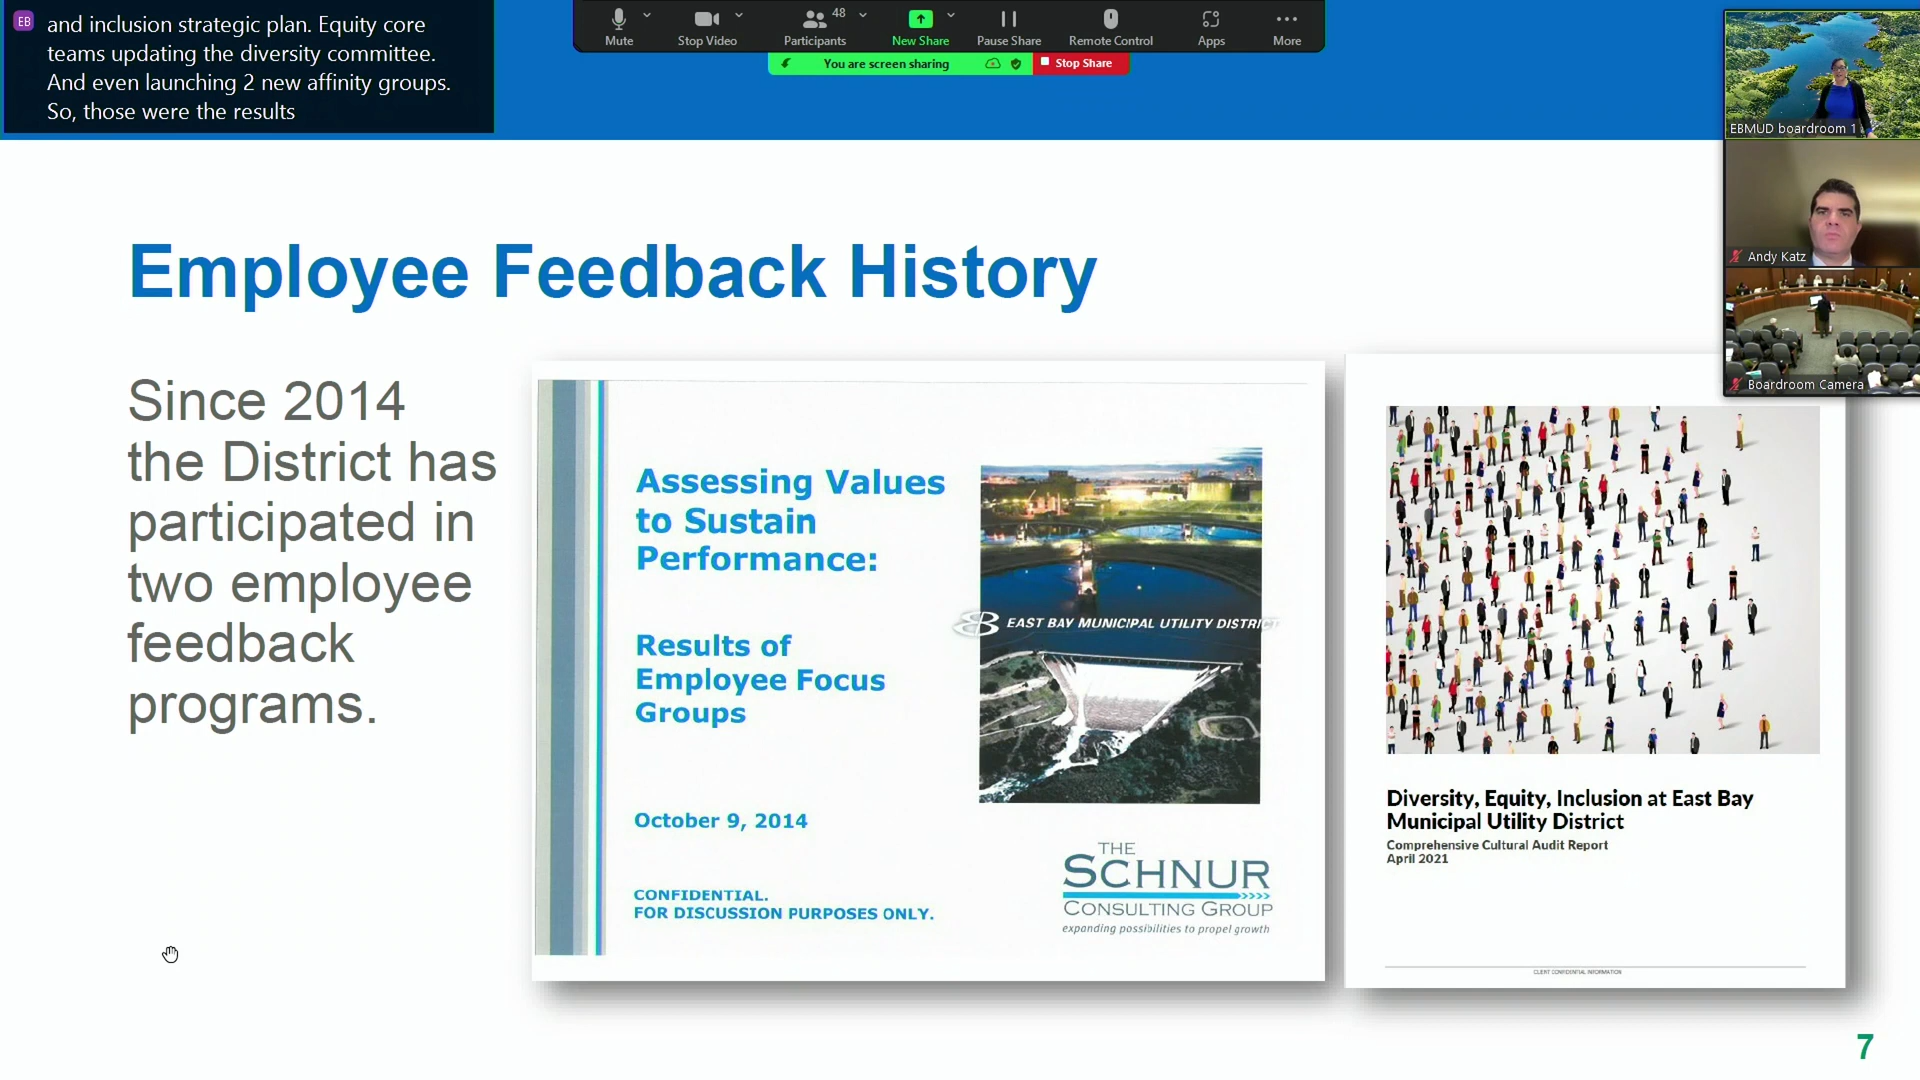 EB
and inclusion strategic plan. Equity core
teams updating the diversity committee.
And even launching 2 new affinity groups.
So, those were the results
Mute
Stop Video
48
Participants
New Share
Pause Share
Remote Control
Apps
More
You are screen sharing
Stop Share
EBMUD boardroom 1
Andy Katz
Boardroom Camera
Employee Feedback History
Since 2014
the District has
participated in
two employee
feedback
programs.
Assessing Values
to Sustain
Performance:
Results of
Employee Focus
Groups
October 9, 2014
CONFIDENTIAL.
FOR DISCUSSION PURPOSES ONLY.
EAST BAY MUNICIPAL UTILITY DISTRICT
THE
SCHNUR
CONSULTING GROUP
expanding possibilities to propel growth
Diversity, Equity, Inclusion at East Bay
Municipal Utility District
Comprehensive Cultural Audit Report
April 2021
CLIENT CONFIDENTIAL INFORMATION
7